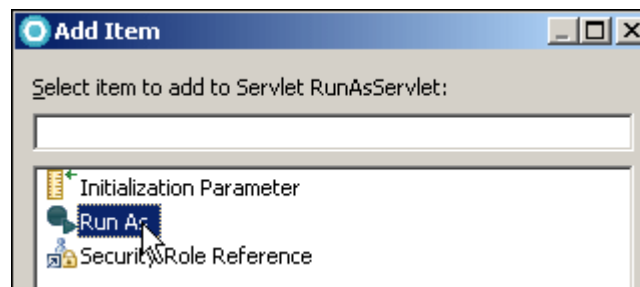 Add Item
Select item to add to Servlet RunAsServlet:
Initialization Parameter
Run As
Security Role Reference